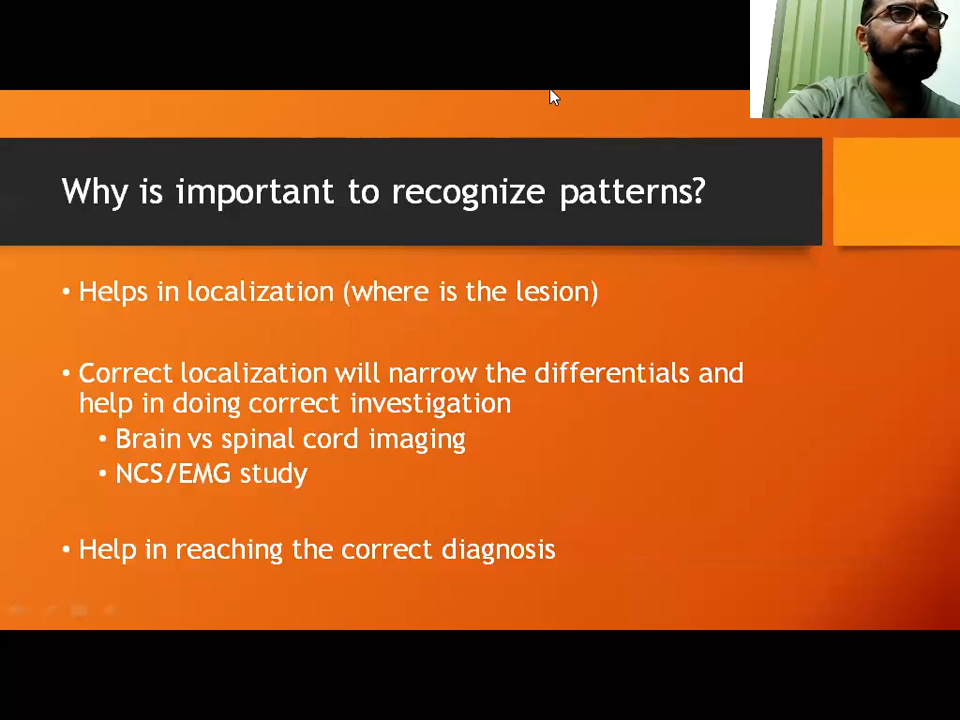 Why is important to recognize patterns?
• Helps in localization (where is the lesion)
• Correct localization will narrow the differentials and
help in doing correct investigation
• Brain vs spinal cord imaging
• NCS/EMG study
• Help in reaching the correct diagnosis